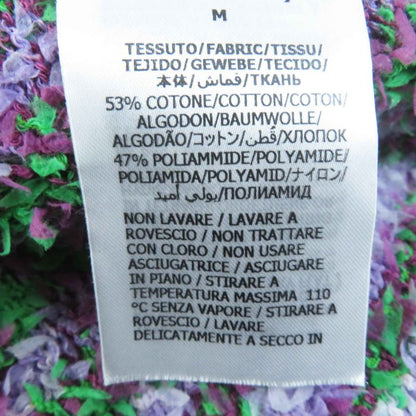 M
TESSUTO/FABRIC/TISSU/
TEJIDO/GEWEBE/TECIDO/
本体/قماش/ТКАНЬ
53% COTONE/COTTON/COTON/
ALGODON/BAUMWOLLE/
ALGODÃO/コットン/قطن/ХЛОПОК
47% POLIAMMIDE/POLYAMIDE/
POLIAMIDA/POLYAMID/ナイロン/
بولي أميد/ПОЛИАМИД
NON LAVARE / LAVARE A
ROVESCIO / NON TRATTARE
CON CLORO / NON USARE
ASCIUGATRICE / ASCIUGARE
IN PIANO / STIRARE A
TEMPERATURA MASSIMA 110
°C SENZA VAPORE / STIRARE A
ROVESCIO / LAVARE
DELICATAMENTE A SECCO IN